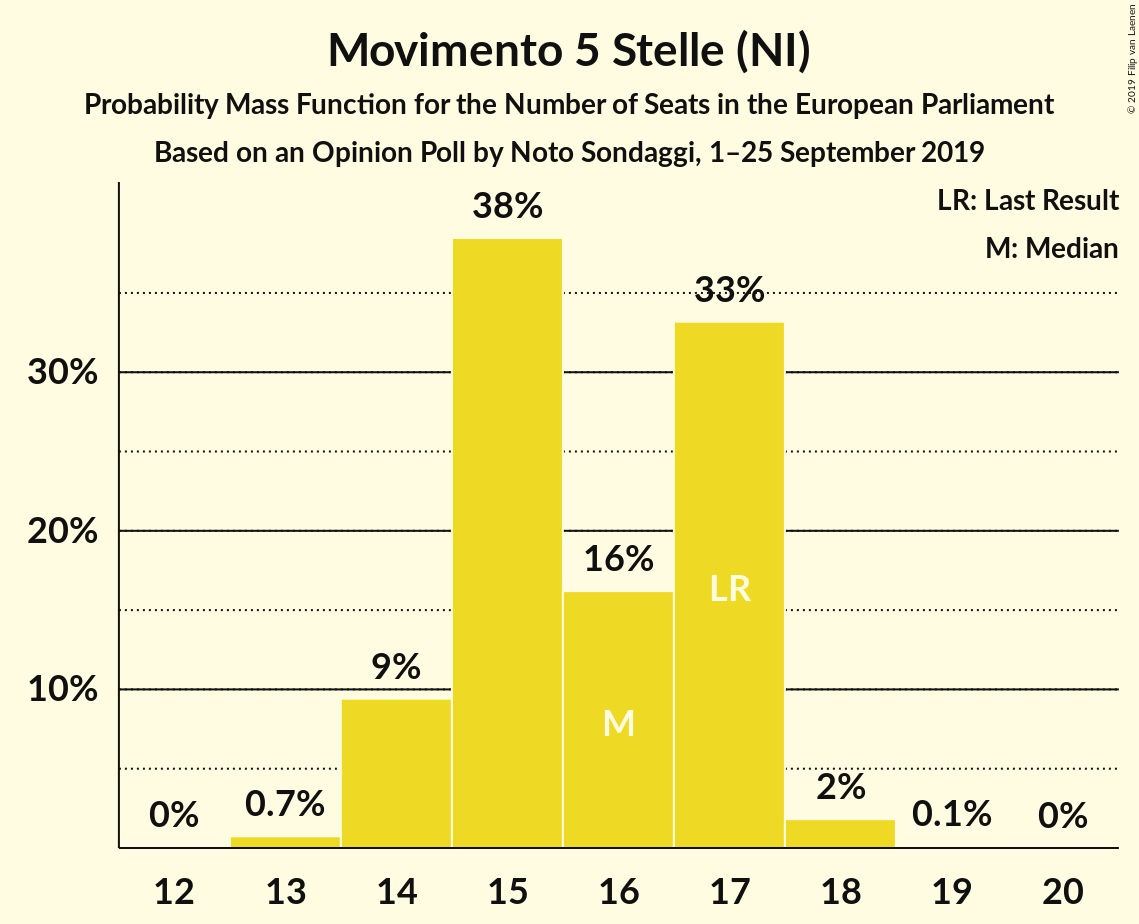 Movimento 5 Stelle (NI)
Probability Mass Function for the Number of Seats in the European Parliament
Based on an Opinion Poll by Noto Sondaggi, 1–25 September 2019
© 2019 Filip van Laenen
LR: Last Result
M: Median
38%
33%
30%
16%
20%
LR
9%
10%
M
0%
0.7%
2%
0.1%
0%
12 13 14 15 16 17 18 19 20